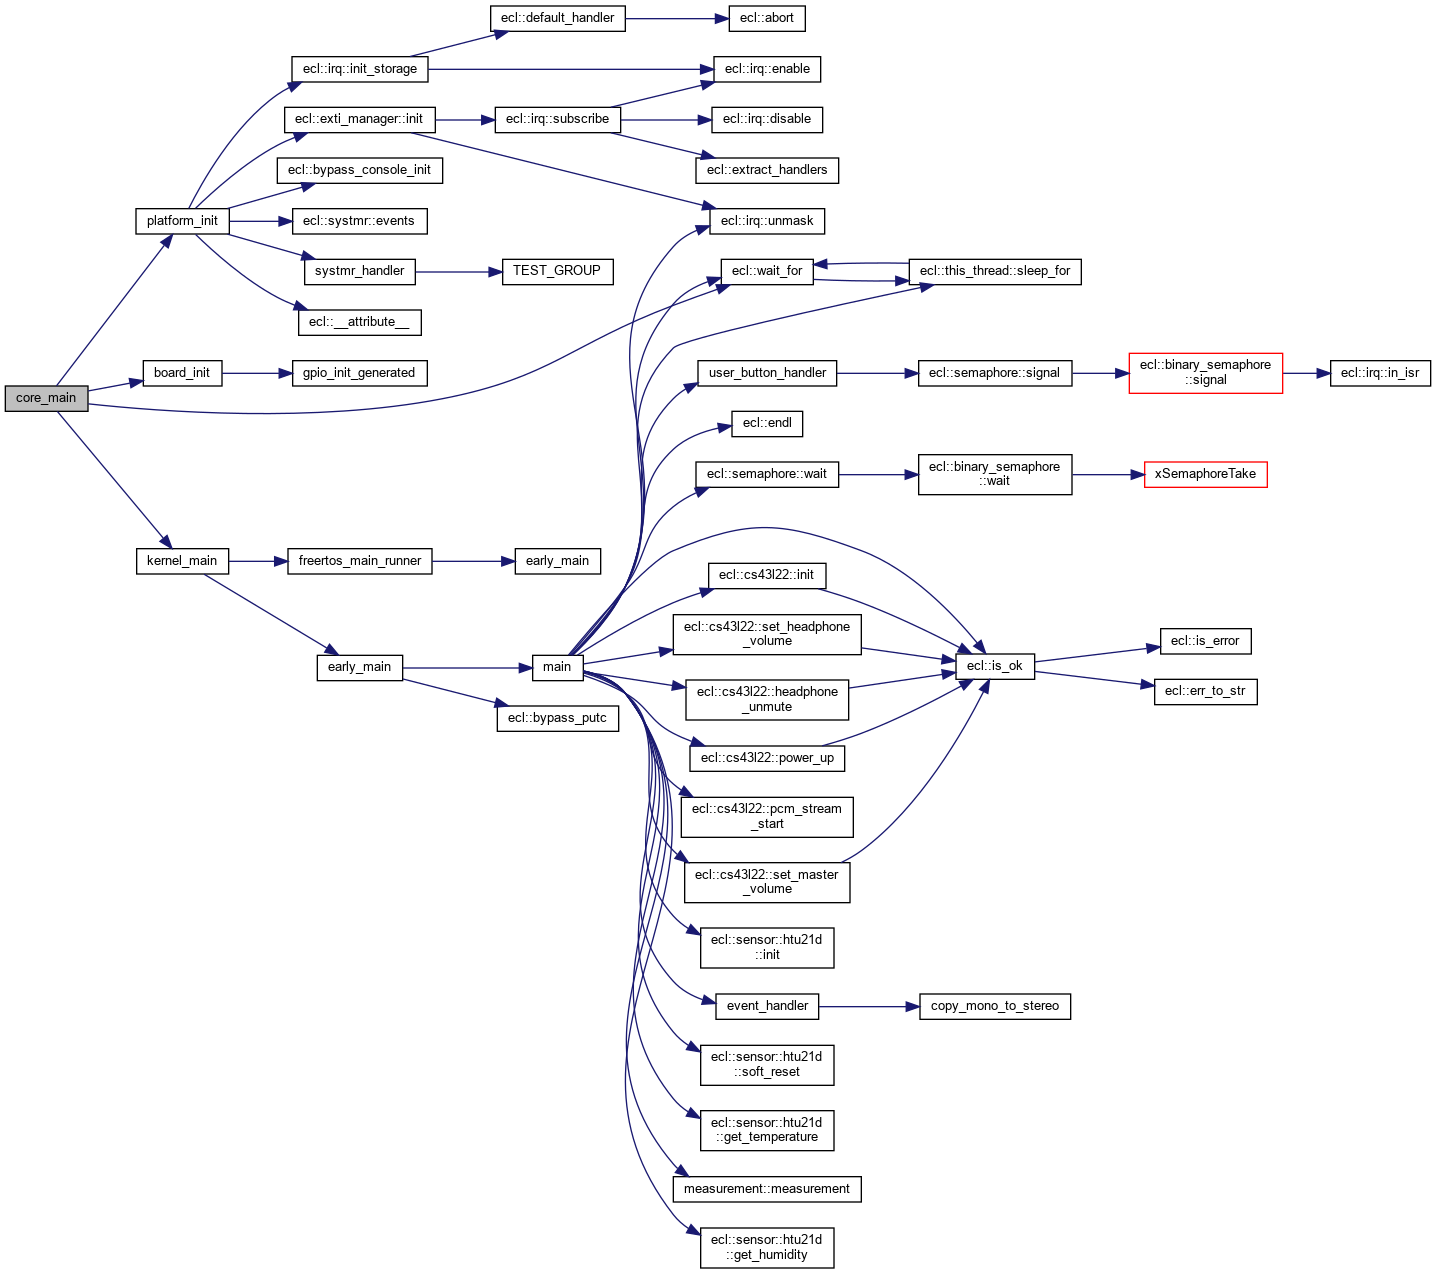 ecl::default_handler
ecl::abort
ecl::irq::init_storage
ecl::irq::enable
ecl::exti_manager::init
ecl::irq::subscribe
ecl::irq::disable
ecl::bypass_console_init
ecl::extract_handlers
platform_init
ecl::systmr::events
ecl::irq::unmask
systmr_handler
TEST_GROUP
ecl::wait_for
ecl::this_thread::sleep_for
ecl::__attribute__
board_init
gpio_init_generated
user_button_handler
ecl::semaphore::signal
ecl::binary_semaphore
::signal
ecl::irq::in_isr
core_main
ecl::endl
ecl::semaphore::wait
ecl::binary_semaphore
::wait
xSemaphoreTake
kernel_main
freertos_main_runner
early_main
ecl::cs43l22::init
ecl::cs43l22::set_headphone
_volume
ecl::is_error
early_main
main
ecl::is_ok
ecl::cs43l22::headphone
_unmute
ecl::err_to_str
ecl::bypass_putc
ecl::cs43l22::power_up
ecl::cs43l22::pcm_stream
_start
ecl::cs43l22::set_master
_volume
ecl::sensor::htu21d
::init
event_handler
copy_mono_to_stereo
ecl::sensor::htu21d
::soft_reset
ecl::sensor::htu21d
::get_temperature
measurement::measurement
ecl::sensor::htu21d
::get_humidity